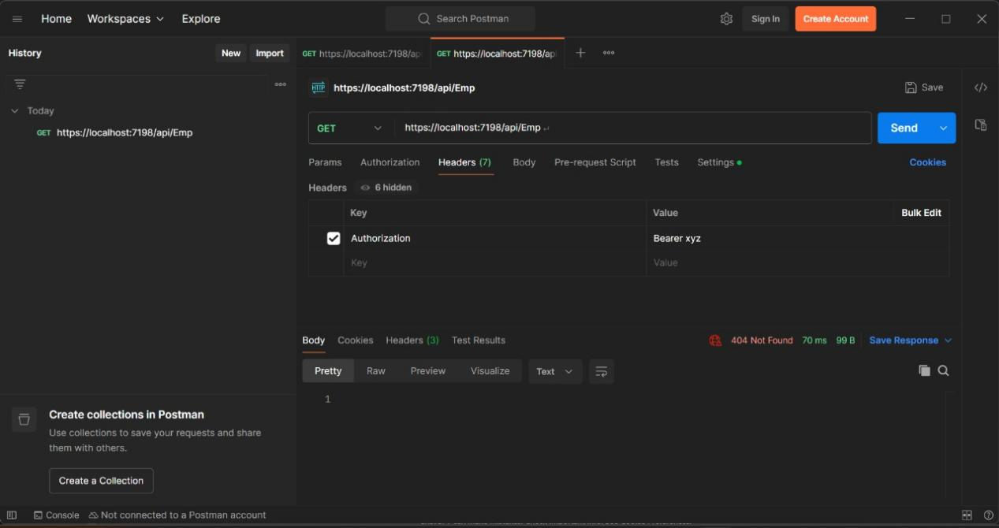 Home Workspaces Explore Search Postman Sign In Create Account
History New Import
GET https://localhost:7198/ap GET https://localhost:7198/api
HTTP https://localhost:7198/api/Emp Save
Today
GET https://localhost:7198/api/Emp
GET https://localhost:7198/api/Emp Send
Params Authorization Headers (7) Body Pre-request Script Tests Settings Cookies
Headers 6 hidden
Key Value Bulk Edit
Authorization Bearer xyz
Key Value
Body Cookies Headers (3) Test Results 404 Not Found 70 ms 99 B Save Response
Pretty Raw Preview Visualize Text
1
Create collections in Postman
Use collections to save your requests and share
them with others.
Create a Collection
Console Not connected to a Postman account